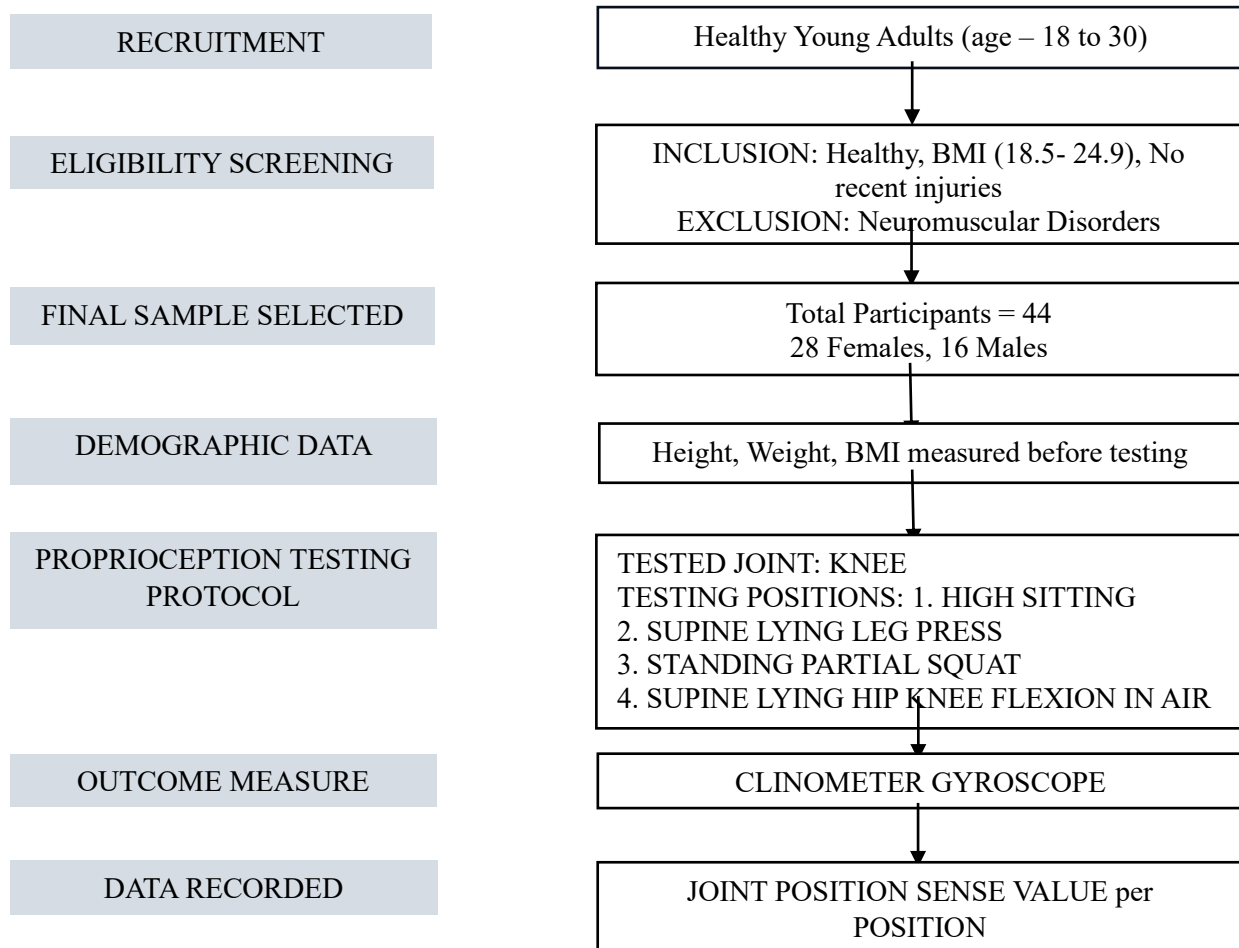 RECRUITMENT
Healthy Young Adults (age – 18 to 30)
ELIGIBILITY SCREENING
INCLUSION: Healthy, BMI (18.5- 24.9), No
recent injuries
EXCLUSION: Neuromuscular Disorders
FINAL SAMPLE SELECTED
Total Participants = 44
28 Females, 16 Males
DEMOGRAPHIC DATA
Height, Weight, BMI measured before testing
PROPRIOCEPTION TESTING
PROTOCOL
TESTED JOINT: KNEE
TESTING POSITIONS: 1. HIGH SITTING
2. SUPINE LYING LEG PRESS
3. STANDING PARTIAL SQUAT
4. SUPINE LYING HIP KNEE FLEXION IN AIR
OUTCOME MEASURE
CLINOMETER GYROSCOPE
DATA RECORDED
JOINT POSITION SENSE VALUE per
POSITION